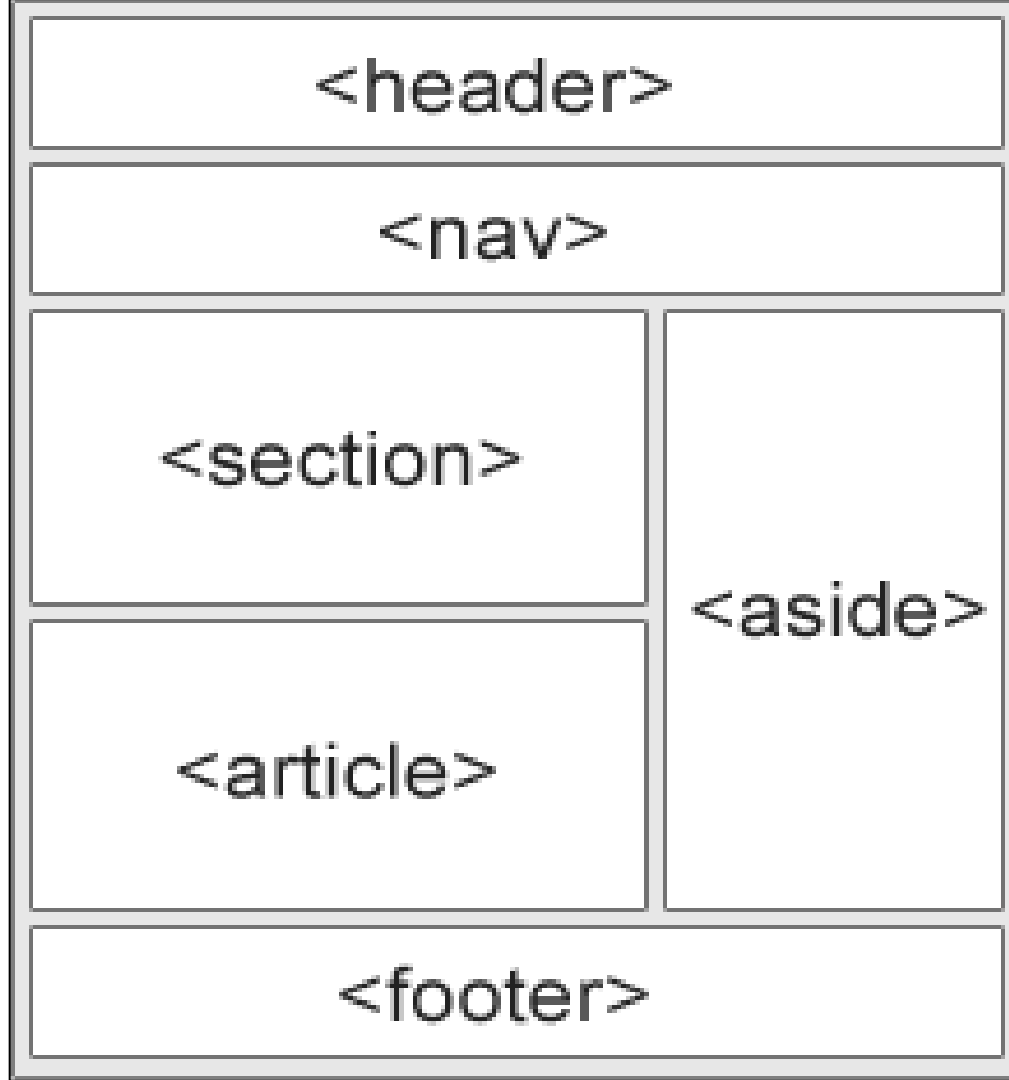 <header>
<nav>
<section>
<aside>
<article>
<footer>